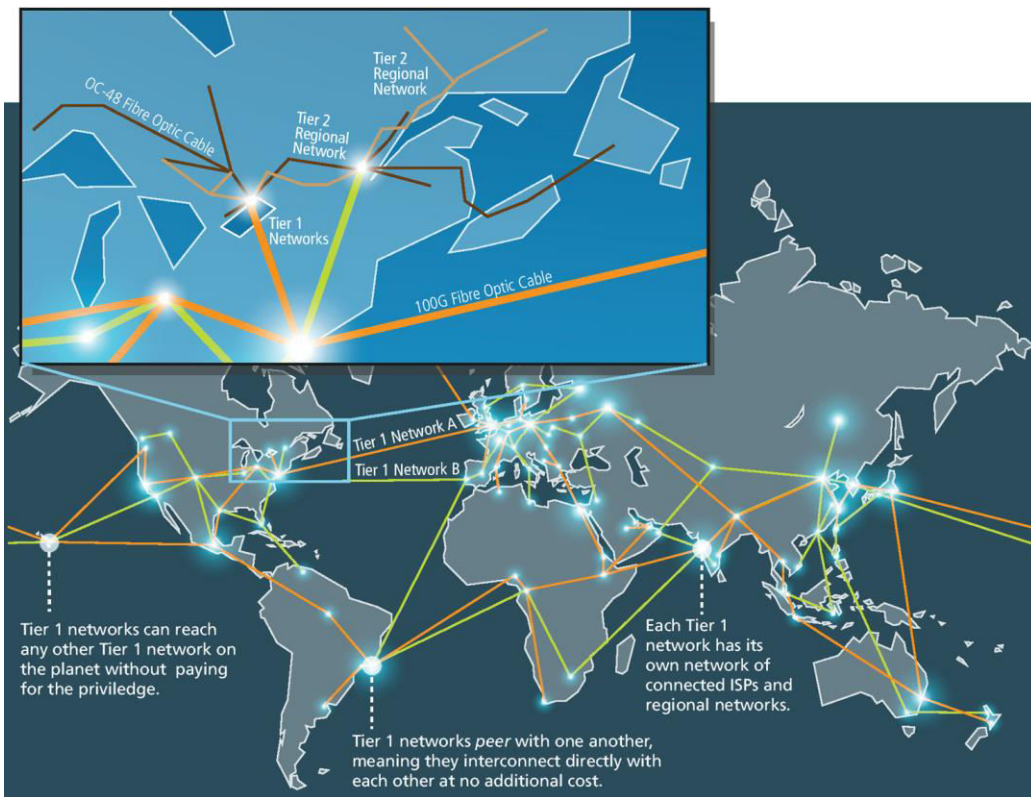 Tier 2
Regional
Network
OC-48 Fibre Optic Cable
Tier 2
Regional
Network
Tier 1
Networks
100G Fibre Optic Cable
Tier 1 Network A
Tier 1 Network B
Tier 1 networks can reach
any other Tier 1 network on
the planet without paying
for the priviledge.
Each Tier 1
network has its
own network of
connected ISPs and
regional networks.
Tier 1 networks peer with one another,
meaning they interconnect directly with
each other at no additional cost.